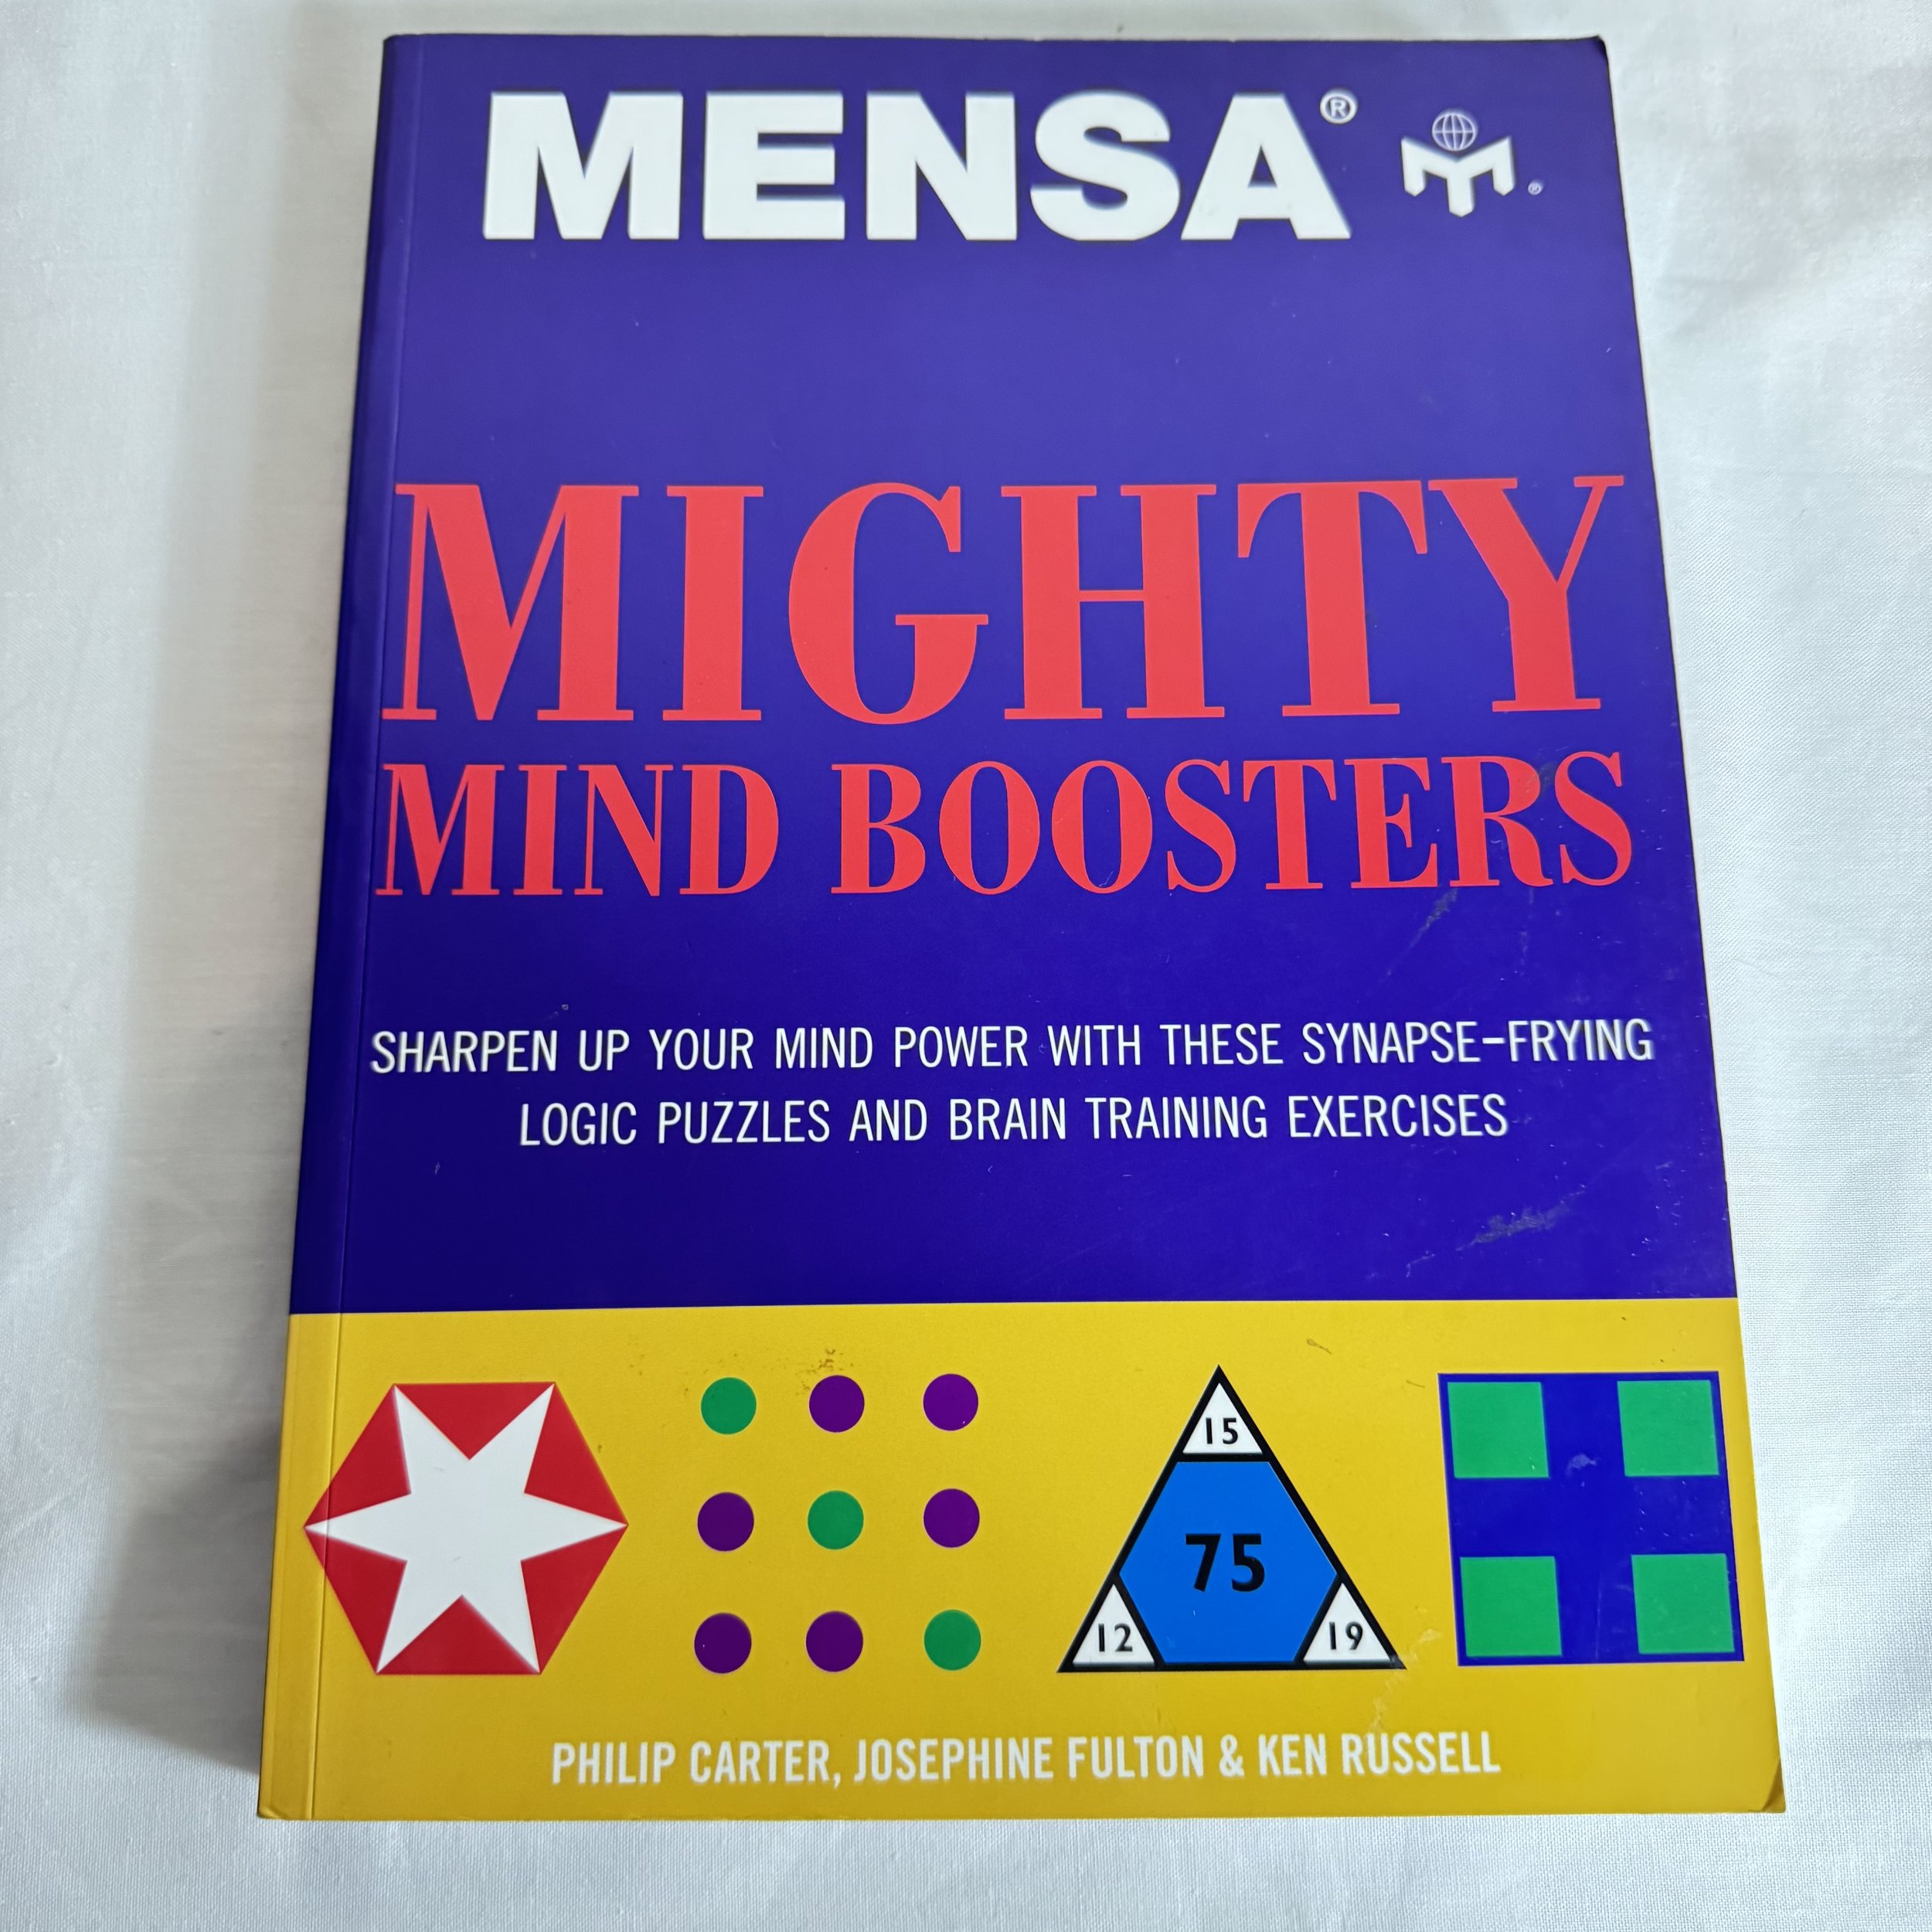 MENSA®
®
MIGHTY
MIND BOOSTERS
SHARPEN UP YOUR MIND POWER WITH THESE SYNAPSE-FRYING
LOGIC PUZZLES AND BRAIN TRAINING EXERCISES
15
75
12 19
PHILIP CARTER, JOSEPHINE FULTON & KEN RUSSELL